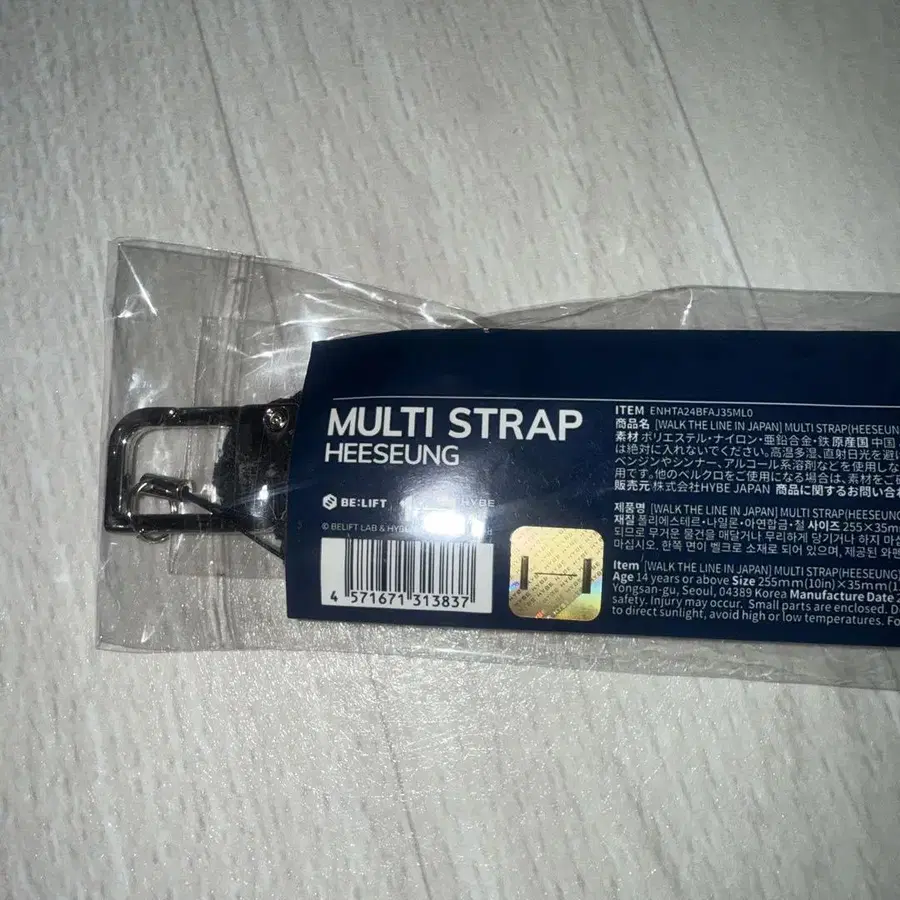 MULTI STRAP
HEESEUNG
BE:LIFT HYBE
© BELIFT LAB & HYBE
4 571671 313837
ITEM ENHTA24BFAJ35ML0
商品名 [WALK THE LINE IN JAPAN] MULTI STRAP(HEESEUNG
素材 ポリエステル・ナイロン・亜鉛合金・鉄 原産国 中国
は絶対に入れないでください。高温多湿、直射日光を避け
ベンジンやシンナー、アルコール系溶剤などを使用しな
用です。他のベルクロをご使用になる場合は、素材をご確
販売元 株式会社HYBE JAPAN 商品に関するお問い合わ
제품명 [WALK THE LINE IN JAPAN] MULTI STRAP(HEESEUNG
재질 폴리에스테르·나일론·아연합금·철 사이즈 255×35m
되므로 무거운 물건을 매달거나 무리하게 당기거나 하지 마십
마십시오. 한쪽 면이 벨크로 소재로 되어 있으며, 제공된 와펜
Item [WALK THE LINE IN JAPAN] MULTI STRAP(HEESEUNG)
Age 14 years or above Size 255mm(10in)×35mm(1
Yongsan-gu, Seoul, 04389 Korea Manufacture Date 2
safety. Injury may occur. Small parts are enclosed. Do
to direct sunlight, avoid high or low temperatures. Fo